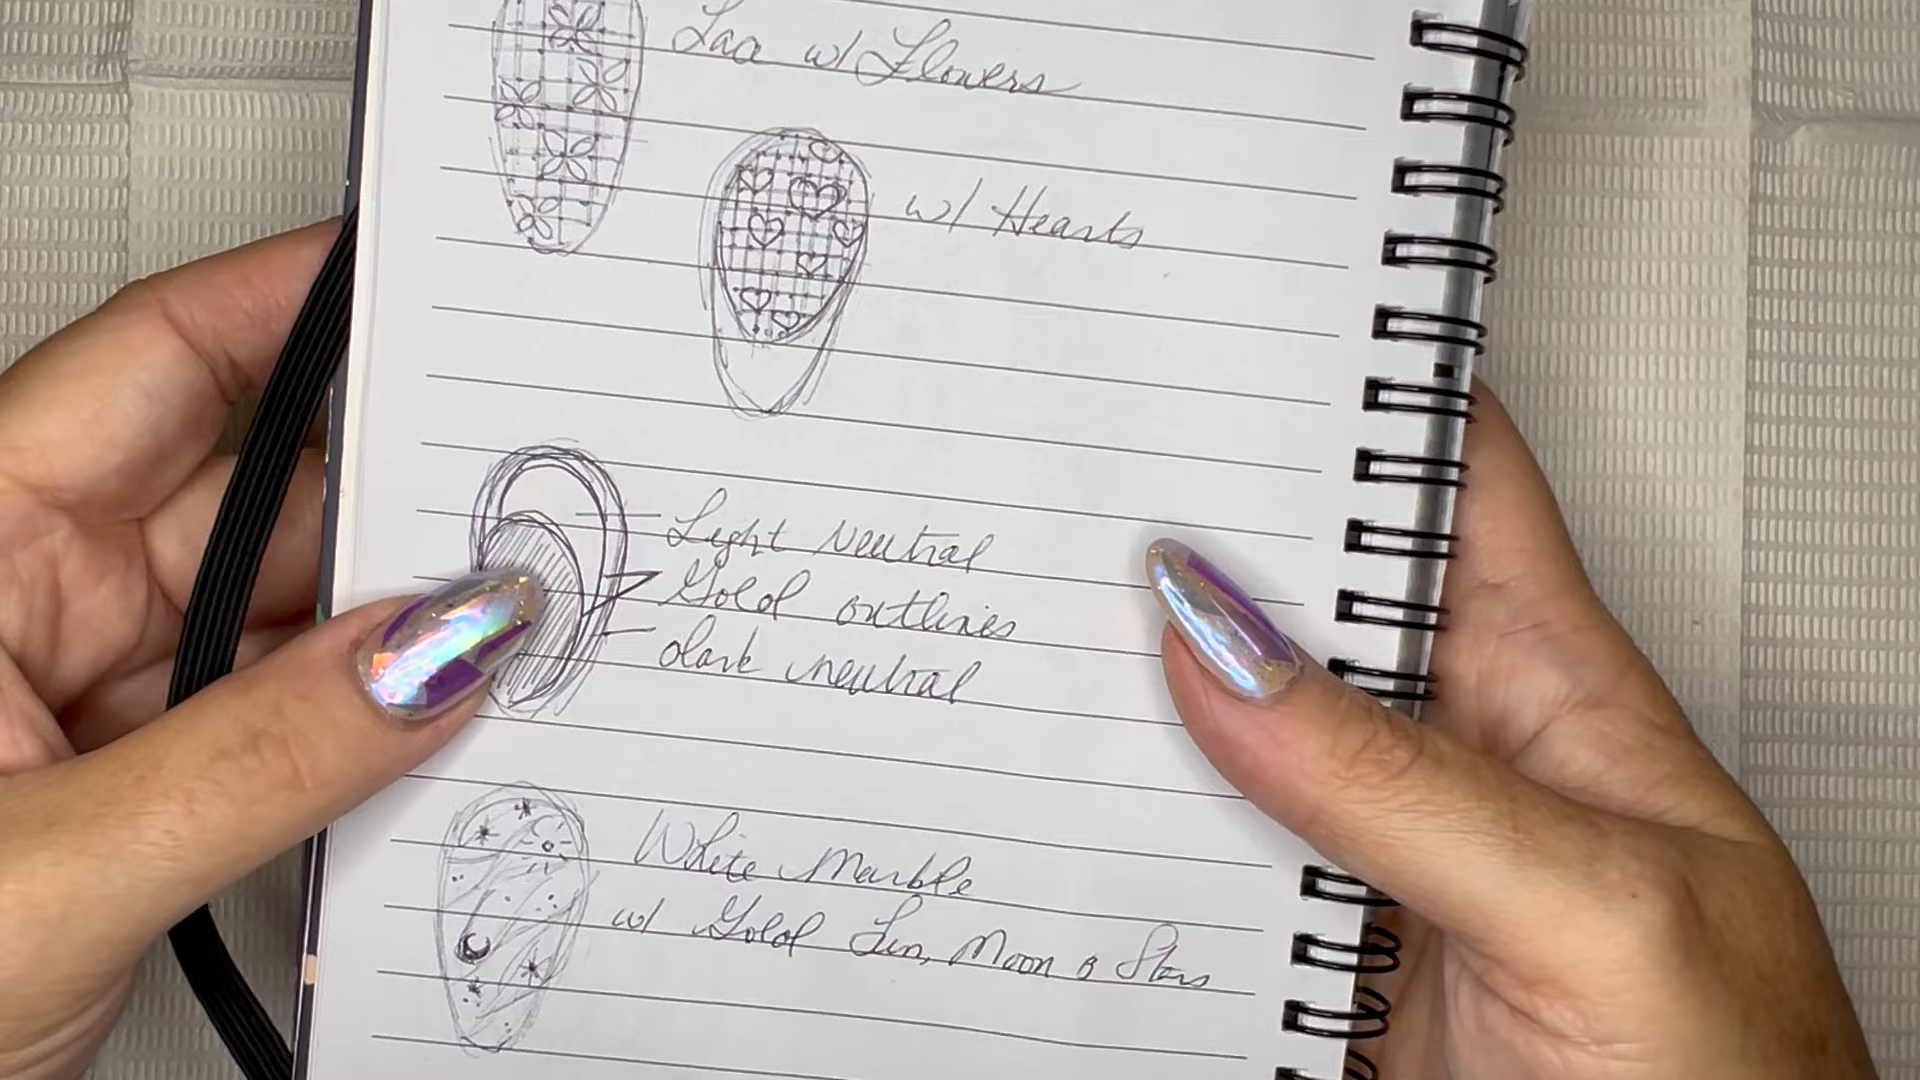 w/ Flowers
w/ Hearts
Light Neutral
Gold outlines
dark neutral
White Marble
w/ Gold Sun, Moon & Stars